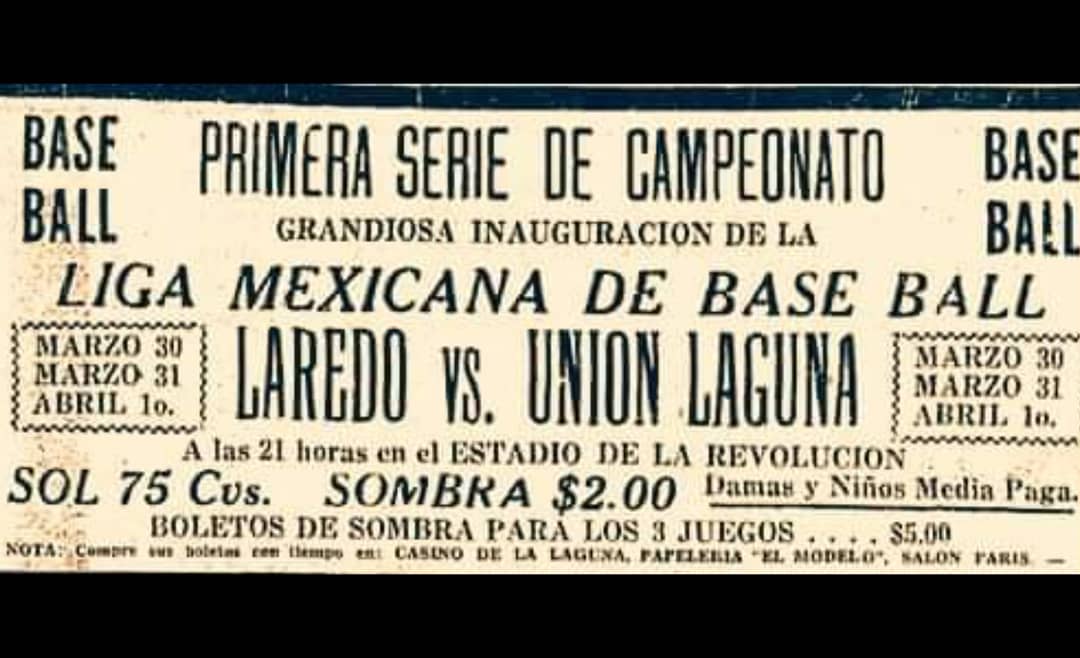 BASE BALL
PRIMERA SERIE DE CAMPEONATO
BASE BALL
GRANDIOSA INAUGURACION DE LA
LIGA MEXICANA DE BASE BALL
MARZO 30
MARZO 31
ABRIL 1o.
LAREDO VS. UNION LAGUNA
MARZO 30
MARZO 31
ABRIL 1o.
A las 21 horas en el ESTADIO DE LA REVOLUCION
SOL 75 Cvs. SOMBRA $2.00 Damas y Niños Media Paga.
BOLETOS DE SOMBRA PARA LOS 3 JUEGOS . . . . $5.00
NOTA: Compre sus boletos con tiempo en: CASINO DE LA LAGUNA, PAPELERIA "EL MODELO", SALON PARIS. —